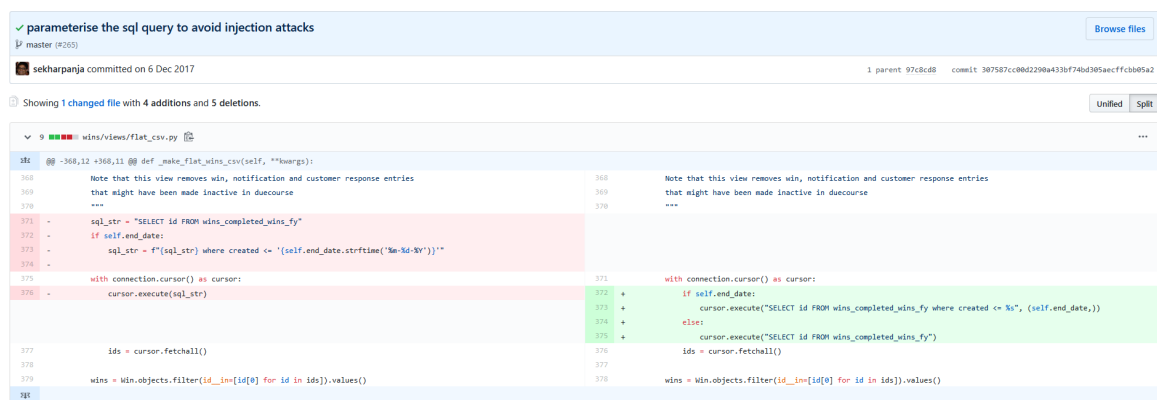 ✓ parameterise the sql query to avoid injection attacks
Browse files
master (#265)
sekharpanja committed on 6 Dec 2017
1 parent 97c8cd8 commit 307587cc00d2290a433bf74bd305aecffcbb05a2
Showing 1 changed file with 4 additions and 5 deletions.
Unified Split
9 wins/views/flat_csv.py
@@ -368,12 +368,11 @@ def _make_flat_wins_csv(self, **kwargs):
368 Note that this view removes win, notification and customer response entries
369 that might have been made inactive in duecourse
370 """
371 - sql_str = "SELECT id FROM wins_completed_wins_fy"
372 - if self.end_date:
373 - sql_str = f"{sql_str} where created <= '{self.end_date.strftime('%m-%d-%Y')}'"
374 -
375 with connection.cursor() as cursor:
376 - cursor.execute(sql_str)
377 ids = cursor.fetchall()
378
379 wins = Win.objects.filter(id__in=[id[0] for id in ids]).values()
368 Note that this view removes win, notification and customer response entries
369 that might have been made inactive in duecourse
370 """
371 with connection.cursor() as cursor:
372 + if self.end_date:
373 + cursor.execute("SELECT id FROM wins_completed_wins_fy where created <= %s", (self.end_date,))
374 + else:
375 + cursor.execute("SELECT id FROM wins_completed_wins_fy")
376 ids = cursor.fetchall()
377
378 wins = Win.objects.filter(id__in=[id[0] for id in ids]).values()